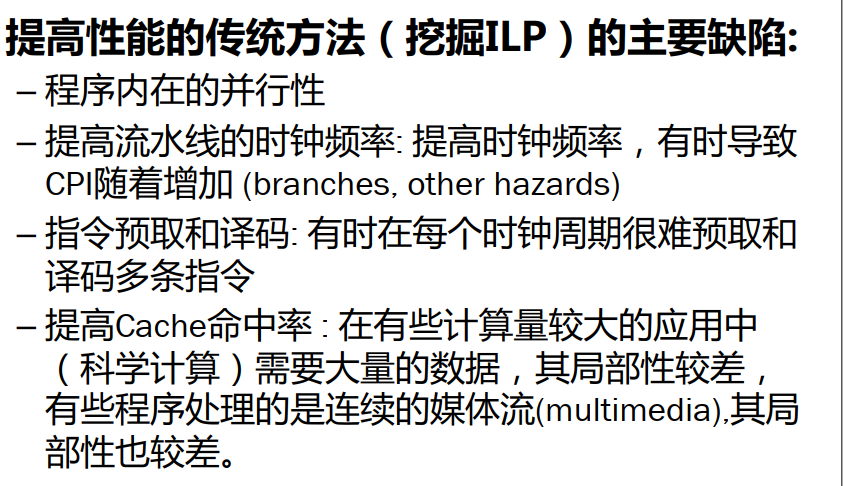 提高性能的传统方法（挖掘ILP）的主要缺陷:
– 程序内在的并行性
– 提高流水线的时钟频率: 提高时钟频率，有时导致
CPI随着增加 (branches, other hazards)
– 指令预取和译码: 有时在每个时钟周期很难预取和
译码多条指令
– 提高Cache命中率 : 在有些计算量较大的应用中
（科学计算）需要大量的数据，其局部性较差，
有些程序处理的是连续的媒体流(multimedia),其局
部性也较差。